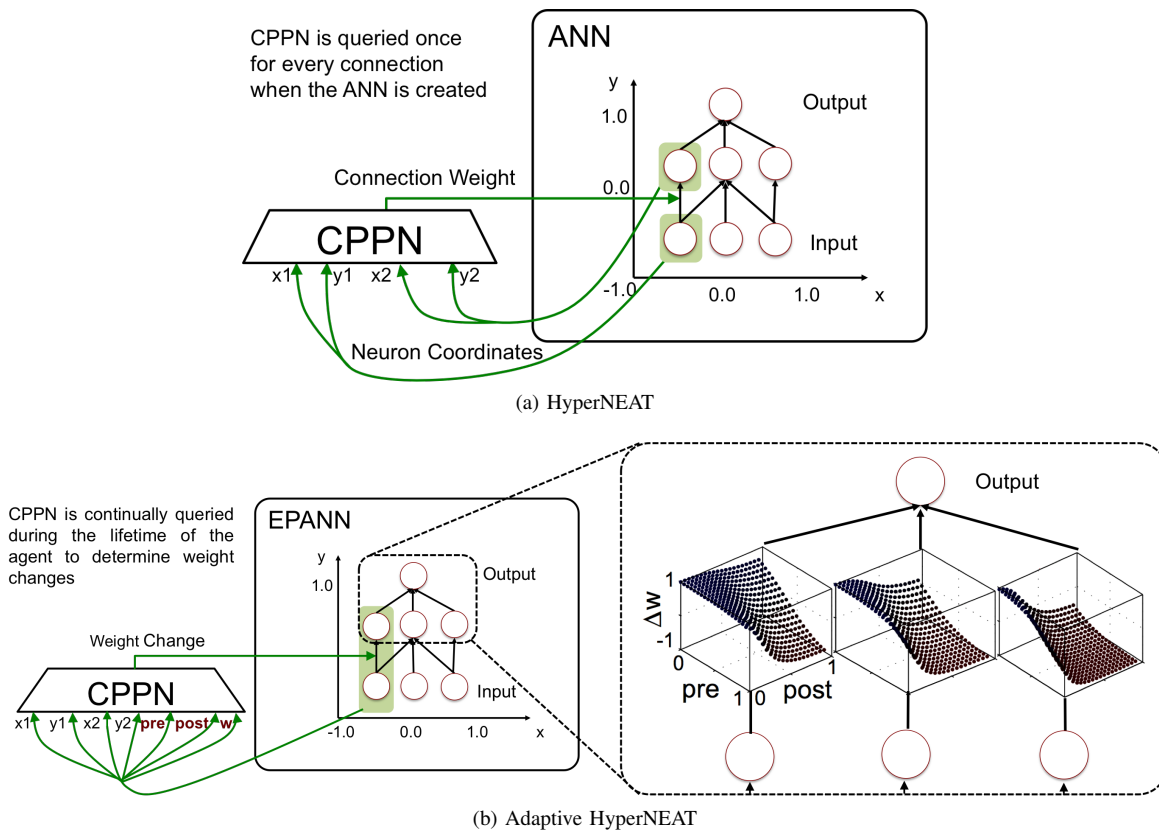 CPPN is queried once
for every connection
when the ANN is created
ANN
y
1.0
Output
Connection Weight
0.0
CPPN
Input
x1
y1
x2
y2
-1.0
0.0
1.0
x
Neuron Coordinates
(a) HyperNEAT
CPPN is continually queried
during the lifetime of the
agent to determine weight
changes
EPANN
y
1.0
Output
Weight Change
CPPN
Input
x1
y1
x2
y2
pre
post
w
-1.0
0.0
1.0
x
Output
1
Δw
-1
0
pre
1
0
post
1
(b) Adaptive HyperNEAT